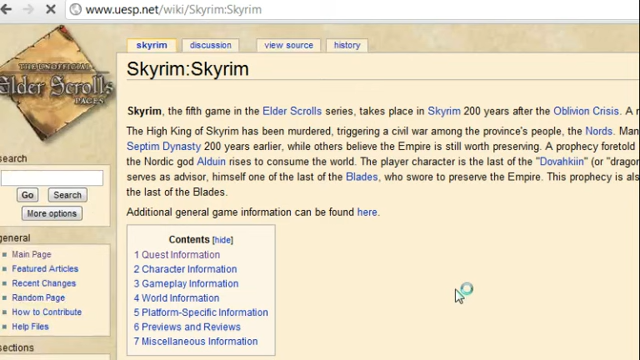 www.uesp.net/wiki/Skyrim:Skyrim
THE UNOFFICIAL
Elder Scrolls
PAGES
skyrim discussion view source history
Skyrim:Skyrim
Skyrim, the fifth game in the Elder Scrolls series, takes place in Skyrim 200 years after the Oblivion Crisis. A
The High King of Skyrim has been murdered, triggering a civil war among the province's people, the Nords. Man
Septim Dynasty 200 years earlier, while others believe the Empire is still worth preserving. A prophecy foretold
the Nordic god Alduin rises to consume the world. The player character is the last of the "Dovahkiin" (or "dragon
serves as advisor, himself one of the last of the Blades, who swore to preserve the Empire. This prophecy is als
the last of the Blades.
Additional general game information can be found here.
Contents [hide]
1 Quest Information
2 Character Information
3 Gameplay Information
4 World Information
5 Platform-Specific Information
6 Previews and Reviews
7 Miscellaneous Information
search
Go Search
More options
general
Main Page
Featured Articles
Recent Changes
Random Page
How to Contribute
Help Files
sections